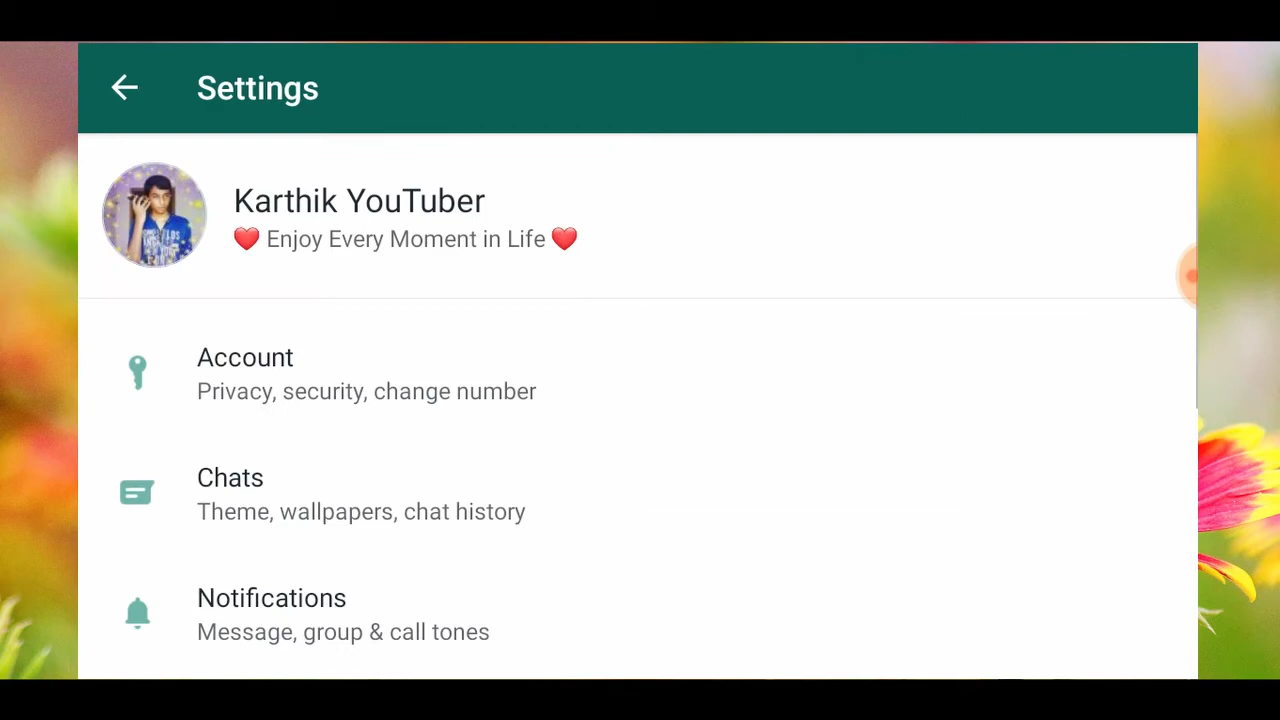 Settings
Karthik YouTuber
❤️ Enjoy Every Moment in Life ❤️
Account
Privacy, security, change number
Chats
Theme, wallpapers, chat history
Notifications
Message, group & call tones